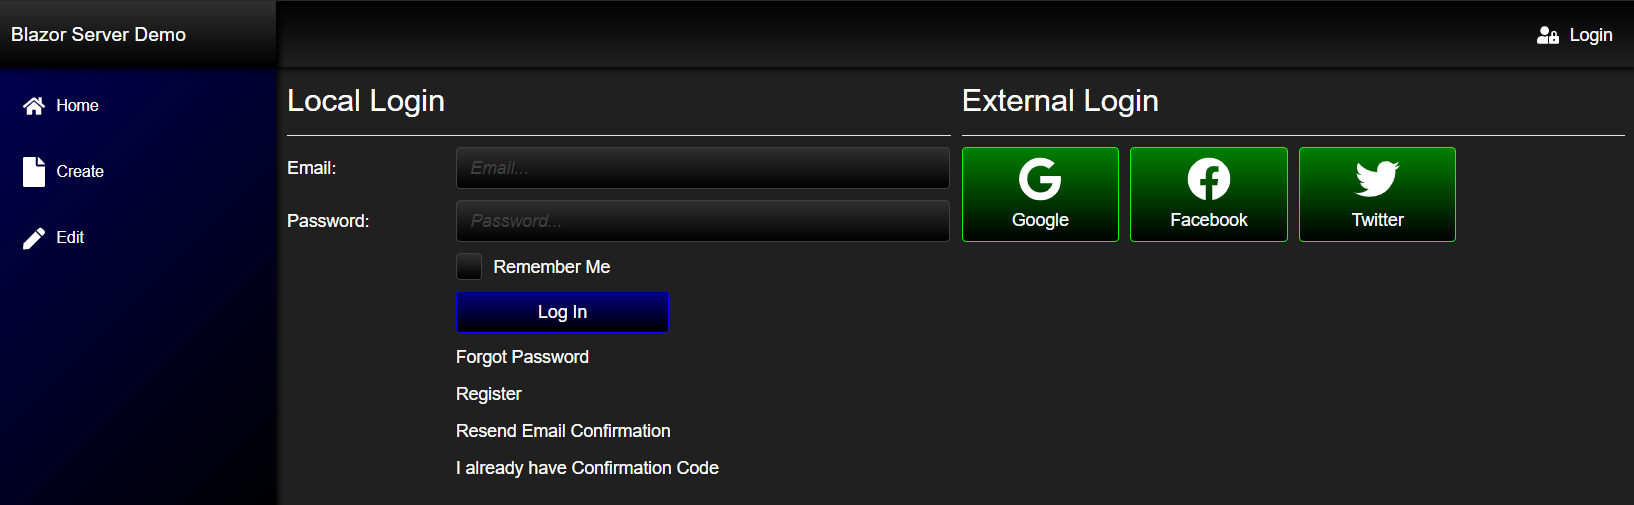 Blazor Server Demo
Login
Home
Create
Edit
Local Login
Email:
Email...
Password:
Password...
Remember Me
Log In
Forgot Password
Register
Resend Email Confirmation
I already have Confirmation Code
External Login
Google
Facebook
Twitter